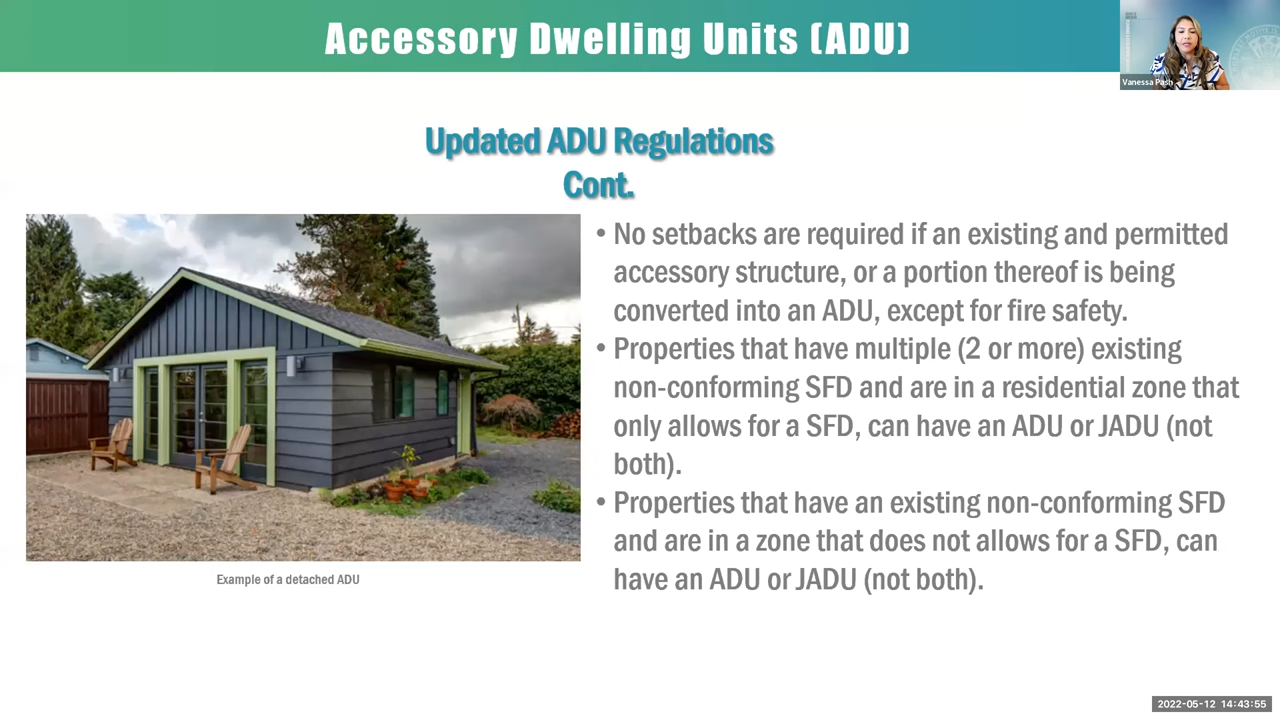 Accessory Dwelling Units (ADU)
Vanessa Pash
Updated ADU Regulations
Cont.
• No setbacks are required if an existing and permitted
accessory structure, or a portion thereof is being
converted into an ADU, except for fire safety.
• Properties that have multiple (2 or more) existing
non-conforming SFD and are in a residential zone that
only allows for a SFD, can have an ADU or JADU (not
both).
• Properties that have an existing non-conforming SFD
and are in a zone that does not allows for a SFD, can
have an ADU or JADU (not both).
Example of a detached ADU
2022-05-12 14:43:55